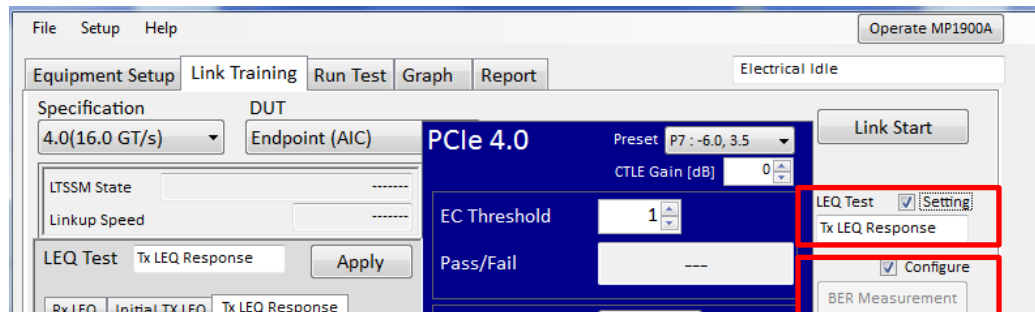 File Setup Help Operate MP1900A
Equipment Setup Link Training Run Test Graph Report Electrical Idle
Specification DUT
4.0(16.0 GT/s) Endpoint (AIC)
PCIe 4.0 Preset P7 : -6.0, 3.5
Link Start
CTLE Gain [dB] 0
LTSSM State -------
Linkup Speed -------
EC Threshold 1
LEQ Test Setting
Tx LEQ Response
LEQ Test Tx LEQ Response Apply
Pass/Fail ---
Configure
BER Measurement
Rx LEQ Initial TX LEQ Tx LEQ Response